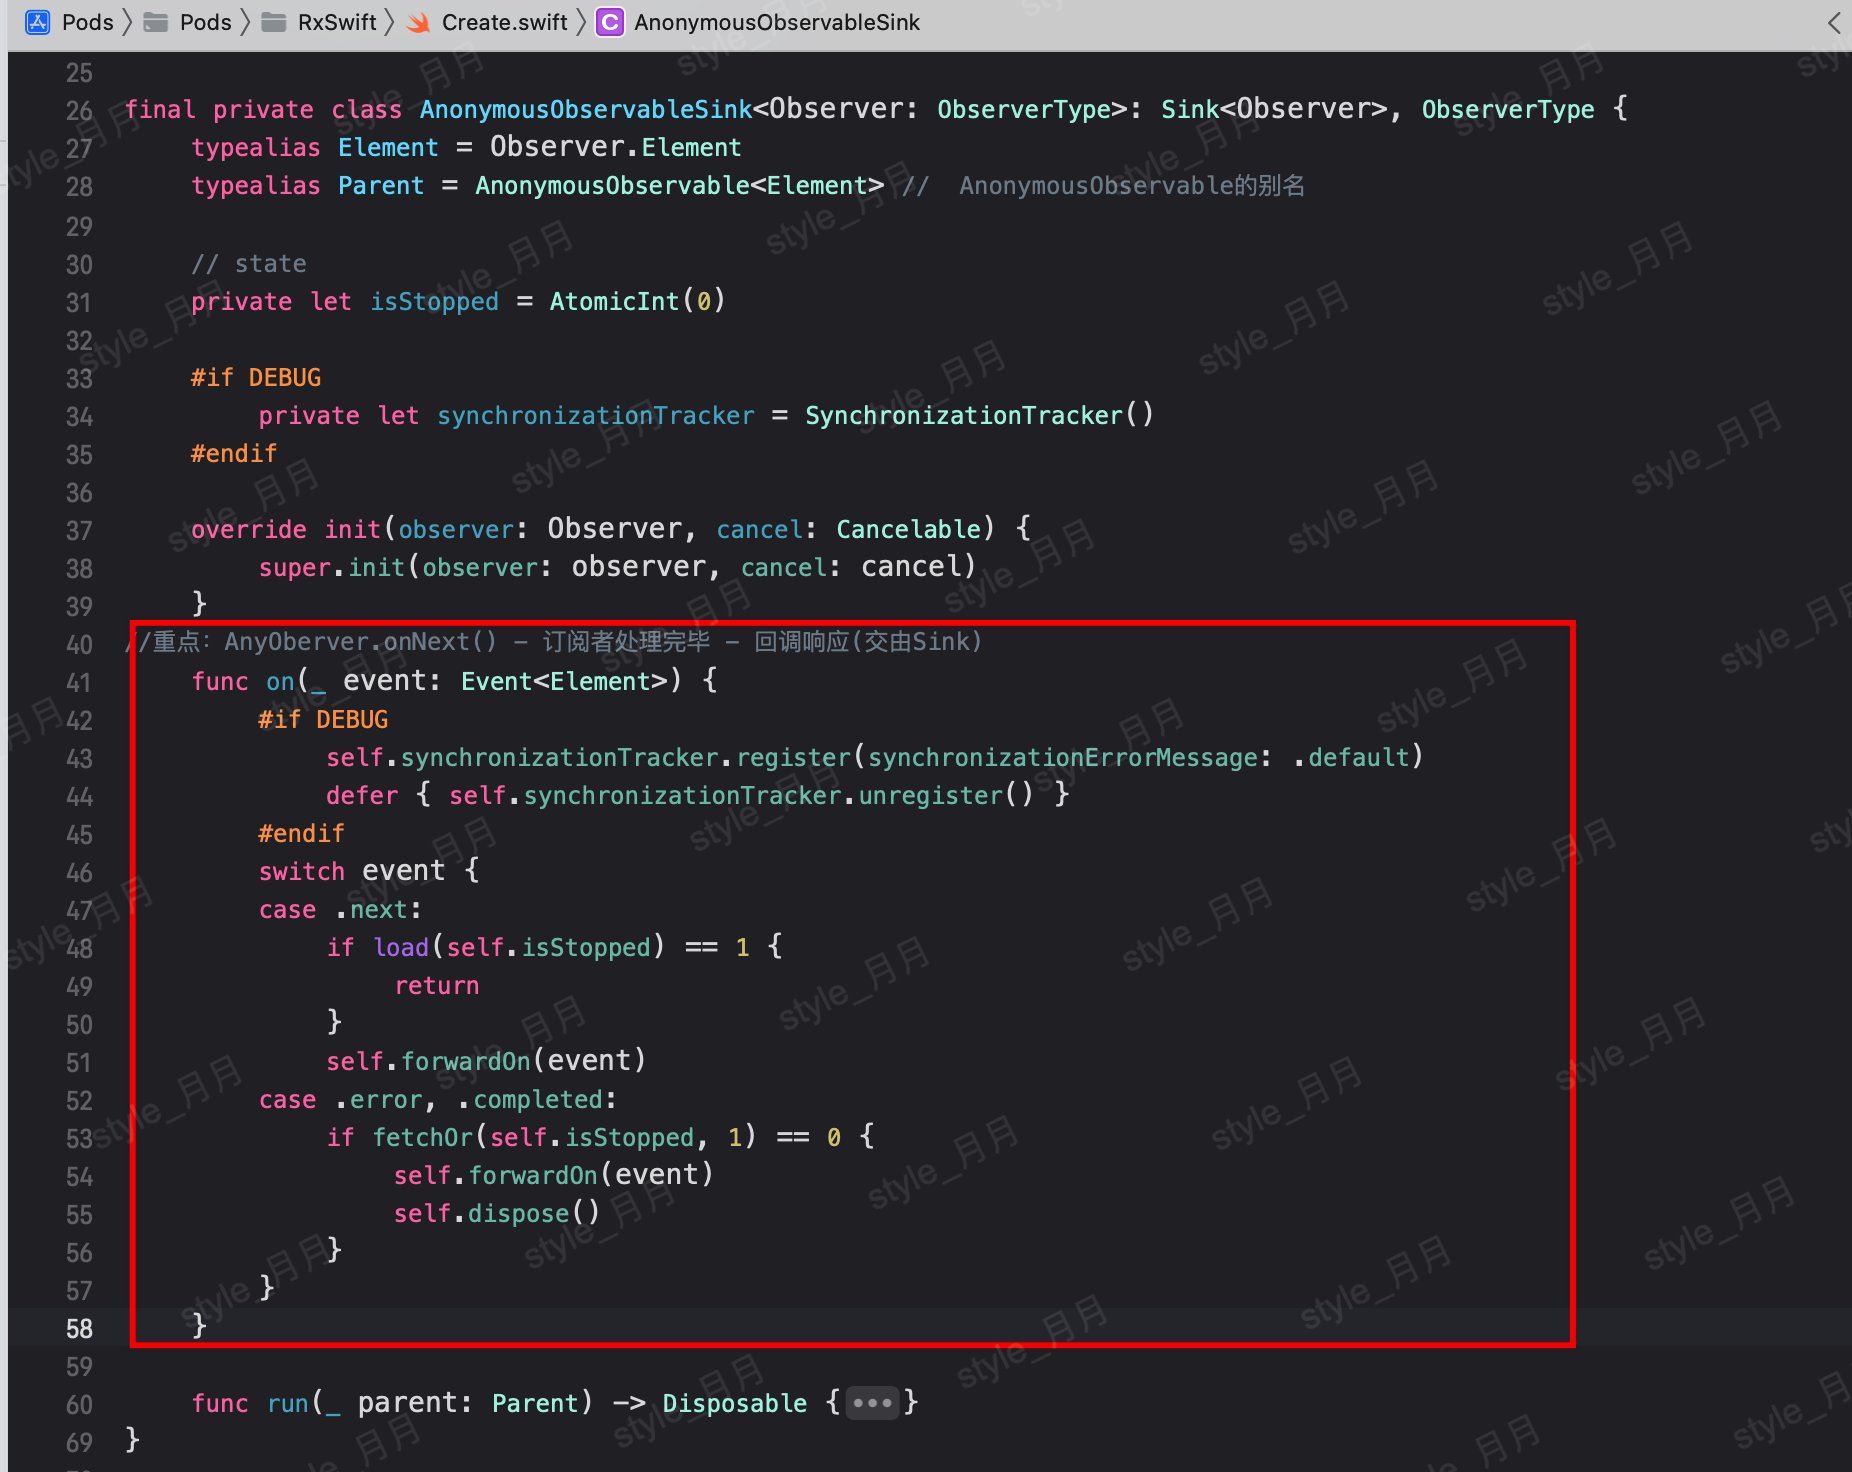 Pods Pods RxSwift Create.swift C AnonymousObservableSink
25
26 final private class AnonymousObservableSink<Observer: ObserverType>: Sink<Observer>, ObserverType {
27 typealias Element = Observer.Element
28 typealias Parent = AnonymousObservable<Element> // AnonymousObservable的别名
29
30 // state
31 private let isStopped = AtomicInt(0)
32
33 #if DEBUG
34 private let synchronizationTracker = SynchronizationTracker()
35 #endif
36
37 override init(observer: Observer, cancel: Cancelable) {
38 super.init(observer: observer, cancel: cancel)
39 }
40 //重点：AnyOberver.onNext() - 订阅者处理完毕 - 回调响应(交由Sink)
41 func on(_ event: Event<Element>) {
42 #if DEBUG
43 self.synchronizationTracker.register(synchronizationErrorMessage: .default)
44 defer { self.synchronizationTracker.unregister() }
45 #endif
46 switch event {
47 case .next:
48 if load(self.isStopped) == 1 {
49 return
50 }
51 self.forwardOn(event)
52 case .error, .completed:
53 if fetchOr(self.isStopped, 1) == 0 {
54 self.forwardOn(event)
55 self.dispose()
56 }
57 }
58 }
59
60 func run(_ parent: Parent) -> Disposable {•••}
69 }
style_月月